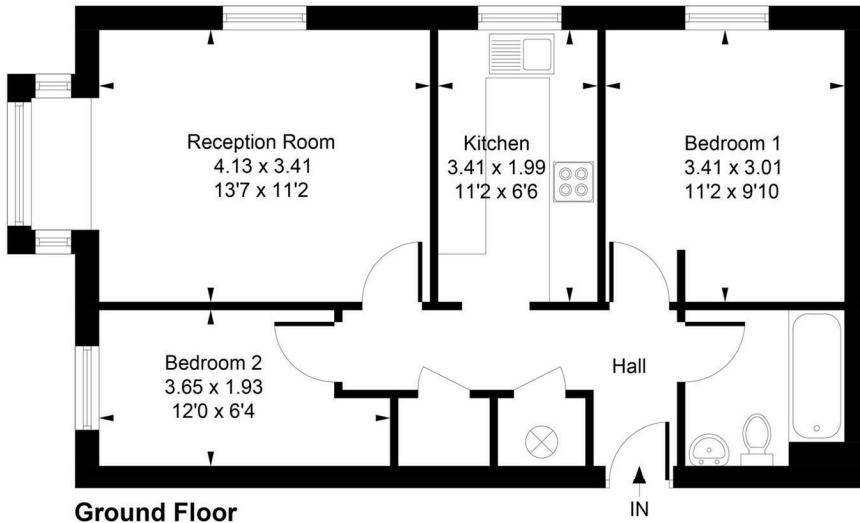 Reception Room
4.13 x 3.41
13'7 x 11'2
Kitchen
3.41 x 1.99
11'2 x 6'6
Bedroom 1
3.41 x 3.01
11'2 x 9'10
Bedroom 2
3.65 x 1.93
12'0 x 6'4
Hall
IN
Ground Floor